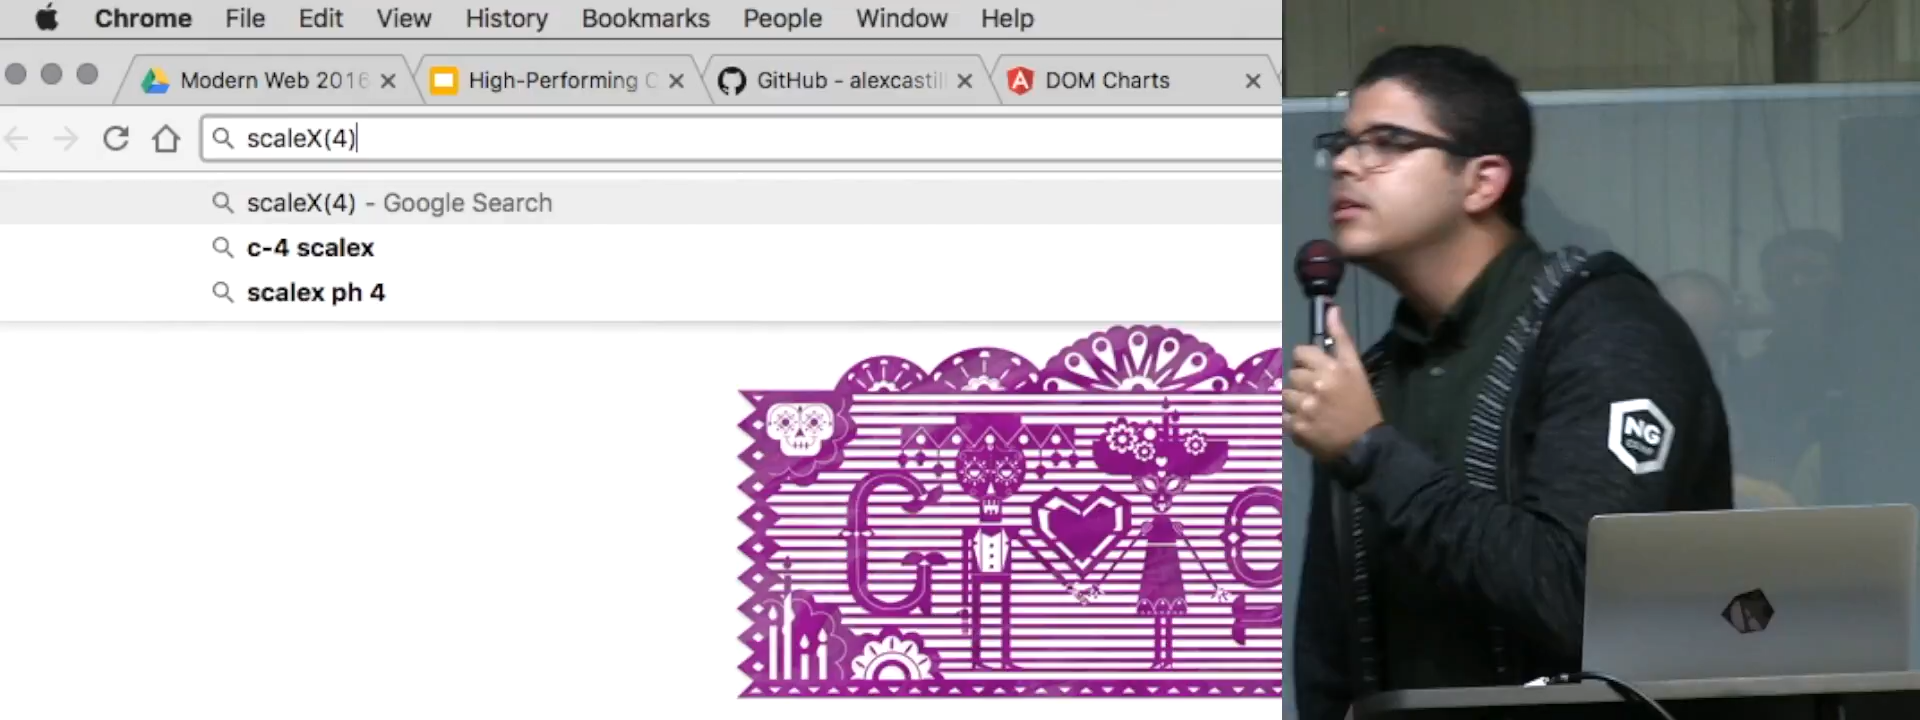 Chrome File Edit View History Bookmarks People Window Help
Modern Web 2016 High-Performing C GitHub - alexcastill DOM Charts
scaleX(4)
scaleX(4) - Google Search
c-4 scalex
scalex ph 4
G
NG